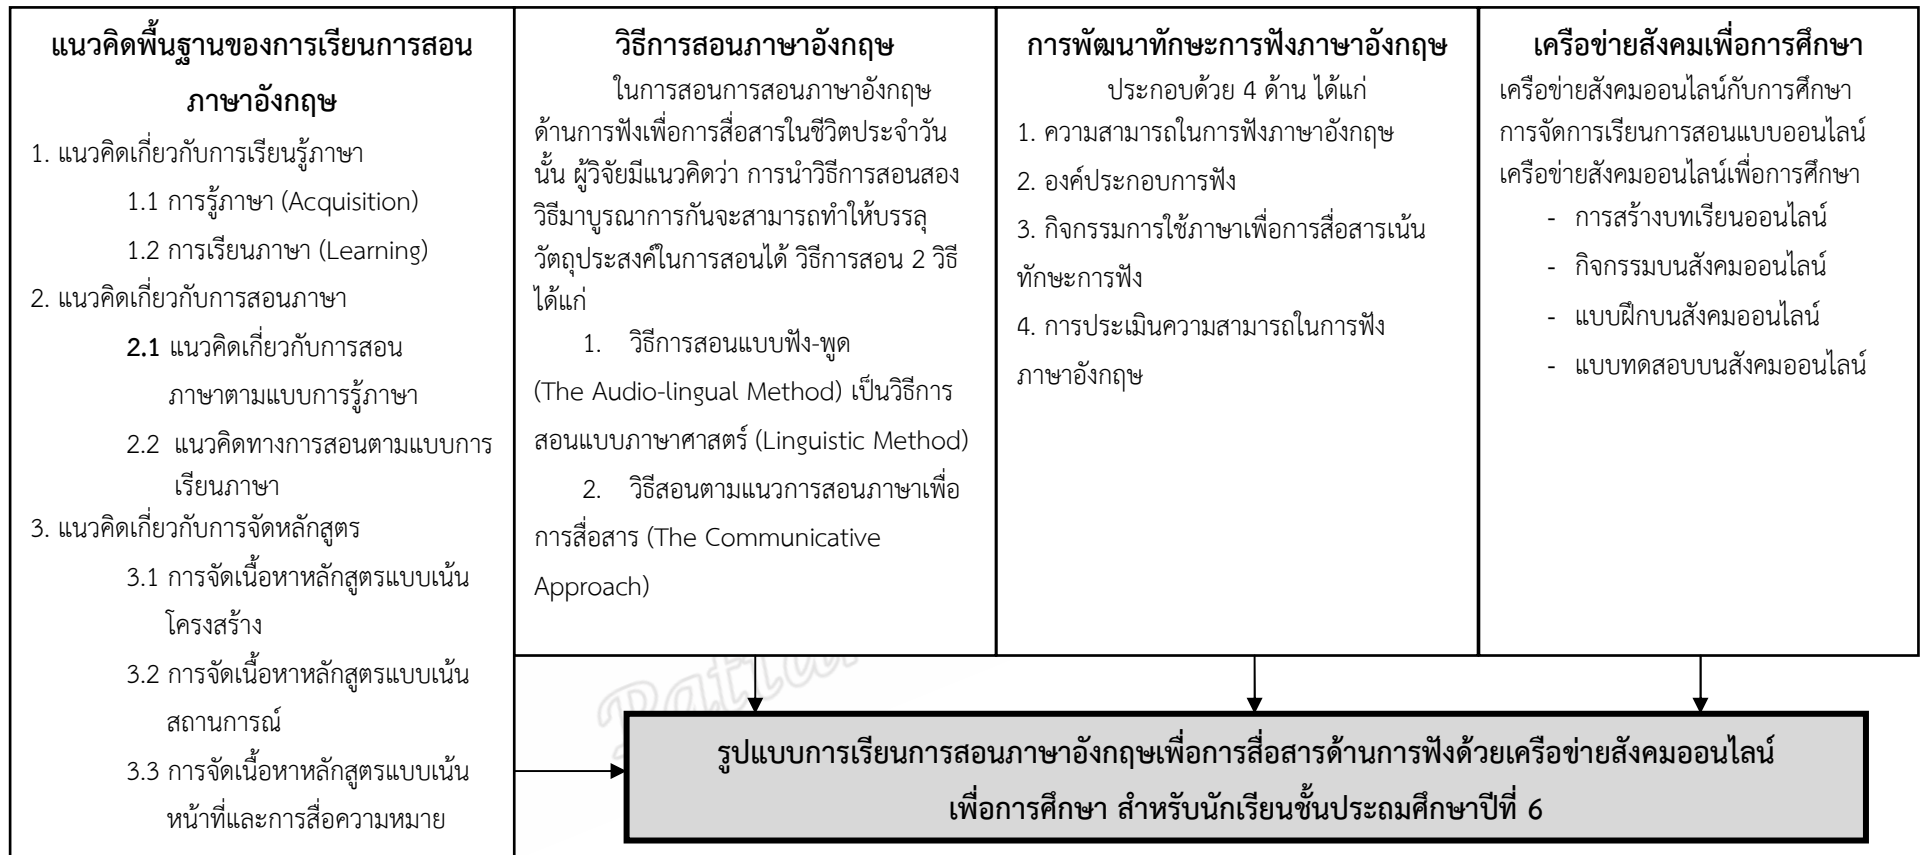 แนวคิดพื้นฐานของการเรียนการสอน
ภาษาอังกฤษ
1. แนวคิดเกี่ยวกับการเรียนรู้ภาษา
1.1 การรู้ภาษา (Acquisition)
1.2 การเรียนภาษา (Learning)
2. แนวคิดเกี่ยวกับการสอนภาษา
2.1 แนวคิดเกี่ยวกับการสอน
ภาษาตามแบบการรู้ภาษา
2.2 แนวคิดทางการสอนตามแบบการ
เรียนภาษา
3. แนวคิดเกี่ยวกับการจัดหลักสูตร
3.1 การจัดเนื้อหาหลักสูตรแบบเน้น
โครงสร้าง
3.2 การจัดเนื้อหาหลักสูตรแบบเน้น
สถานการณ์
3.3 การจัดเนื้อหาหลักสูตรแบบเน้น
หน้าที่และการสื่อความหมาย
วิธีการสอนภาษาอังกฤษ
ในการสอนการสอนภาษาอังกฤษ
ด้านการฟังเพื่อการสื่อสารในชีวิตประจำวัน
นั้น ผู้วิจัยมีแนวคิดว่า การนำวิธีการสอนสอง
วิธีมาบูรณาการกันจะสามารถทำให้บรรลุ
วัตถุประสงค์ในการสอนได้ วิธีการสอน 2 วิธี
ได้แก่
1. วิธีการสอนแบบฟัง-พูด
(The Audio-lingual Method) เป็นวิธีการ
สอนแบบภาษาศาสตร์ (Linguistic Method)
2. วิธีสอนตามแนวการสอนภาษาเพื่อ
การสื่อสาร (The Communicative
Approach)
การพัฒนาทักษะการฟังภาษาอังกฤษ
ประกอบด้วย 4 ด้าน ได้แก่
1. ความสามารถในการฟังภาษาอังกฤษ
2. องค์ประกอบการฟัง
3. กิจกรรมการใช้ภาษาเพื่อการสื่อสารเน้น
ทักษะการฟัง
4. การประเมินความสามารถในการฟัง
ภาษาอังกฤษ
เครือข่ายสังคมเพื่อการศึกษา
เครือข่ายสังคมออนไลน์กับการศึกษา
การจัดการเรียนการสอนแบบออนไลน์
เครือข่ายสังคมออนไลน์เพื่อการศึกษา
- การสร้างบทเรียนออนไลน์
- กิจกรรมบนสังคมออนไลน์
- แบบฝึกบนสังคมออนไลน์
- แบบทดสอบบนสังคมออนไลน์
รูปแบบการเรียนการสอนภาษาอังกฤษเพื่อการสื่อสารด้านการฟังด้วยเครือข่ายสังคมออนไลน์
เพื่อการศึกษา สำหรับนักเรียนชั้นประถมศึกษาปีที่ 6